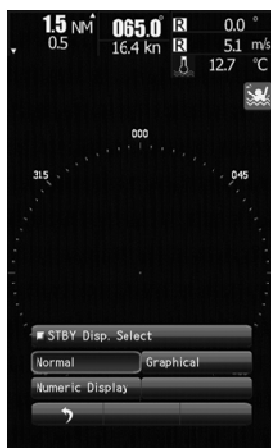 1.5 NM 065.0° R 0.0 °
0.5 16.4 kn R 5.1 m/s
12.7 °C
000
315 045
STBY Disp. Select
Normal Graphical
Numeric Display